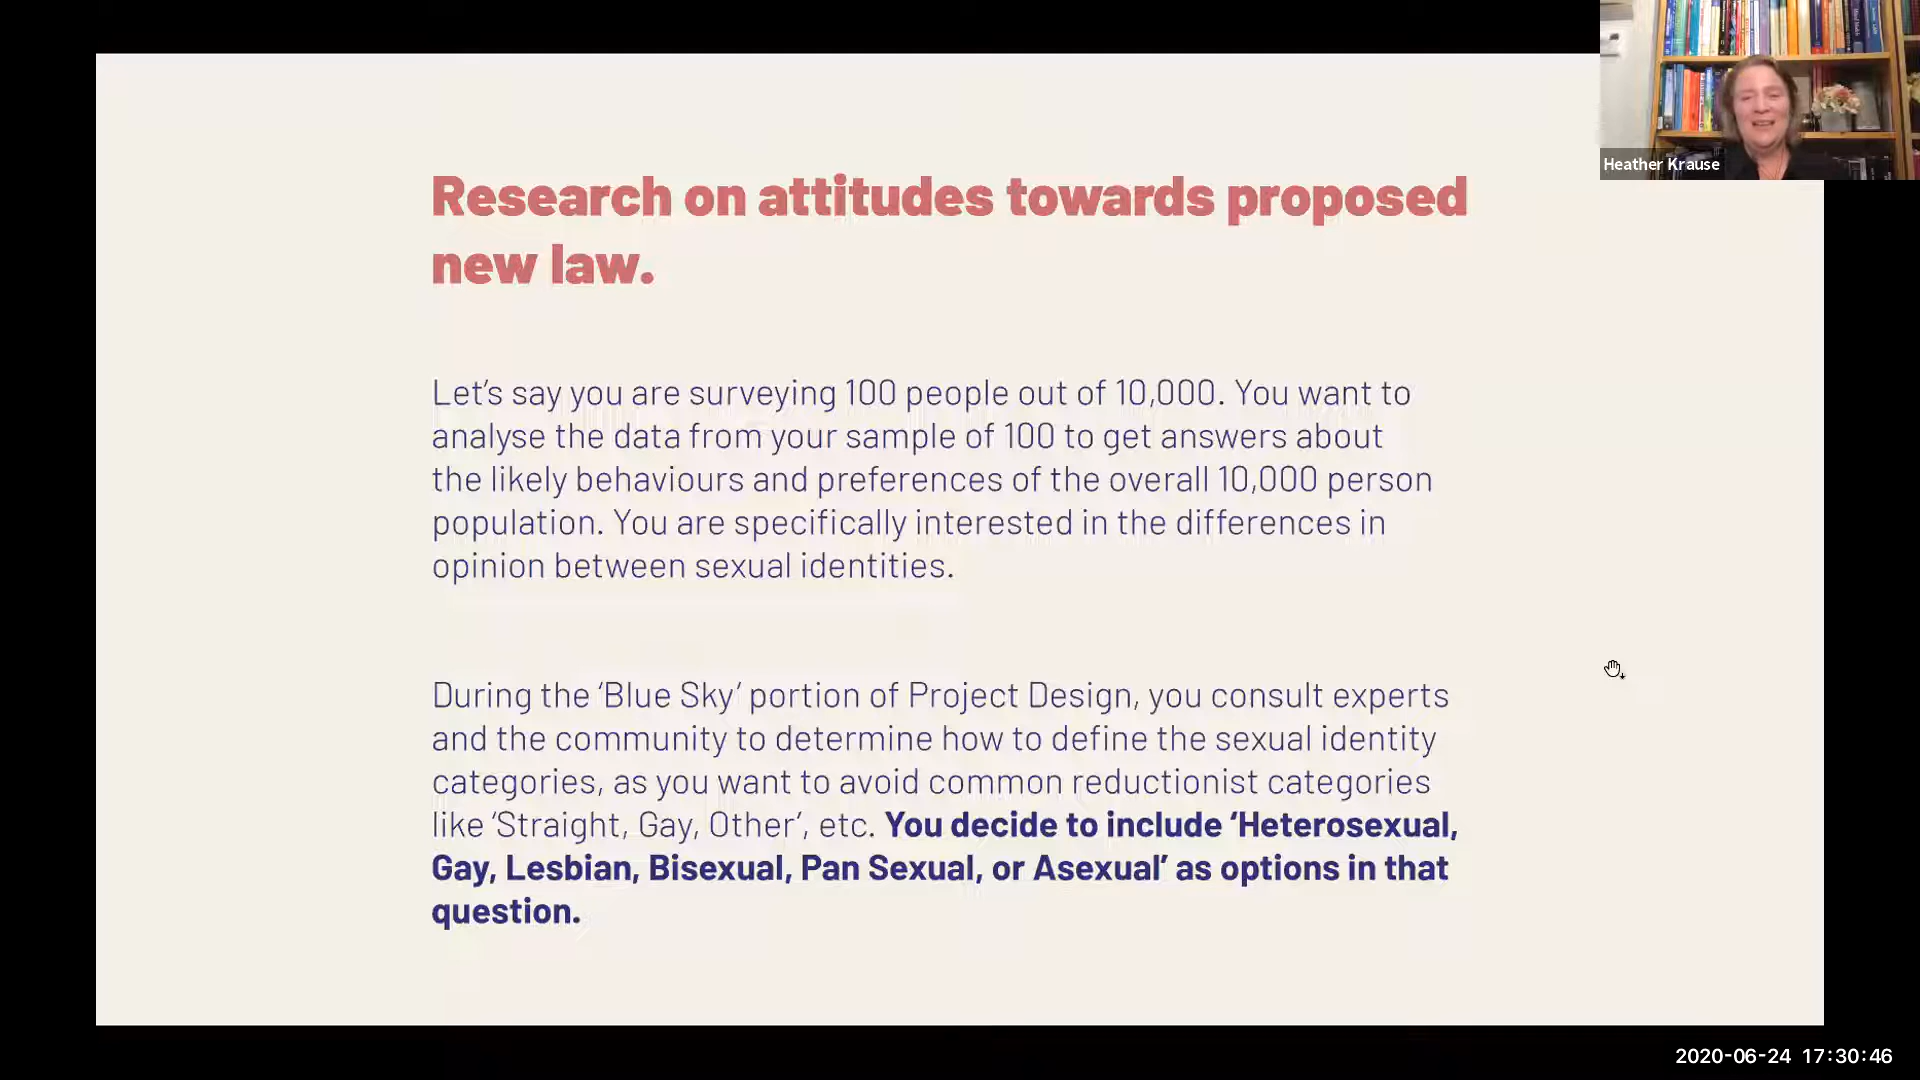 Heather Krause
Research on attitudes towards proposed
new law.
Let’s say you are surveying 100 people out of 10,000. You want to
analyse the data from your sample of 100 to get answers about
the likely behaviours and preferences of the overall 10,000 person
population. You are specifically interested in the differences in
opinion between sexual identities.
During the ‘Blue Sky’ portion of Project Design, you consult experts
and the community to determine how to define the sexual identity
categories, as you want to avoid common reductionist categories
like ‘Straight, Gay, Other’, etc. You decide to include ‘Heterosexual,
Gay, Lesbian, Bisexual, Pan Sexual, or Asexual’ as options in that
question.
2020-06-24 17:30:46